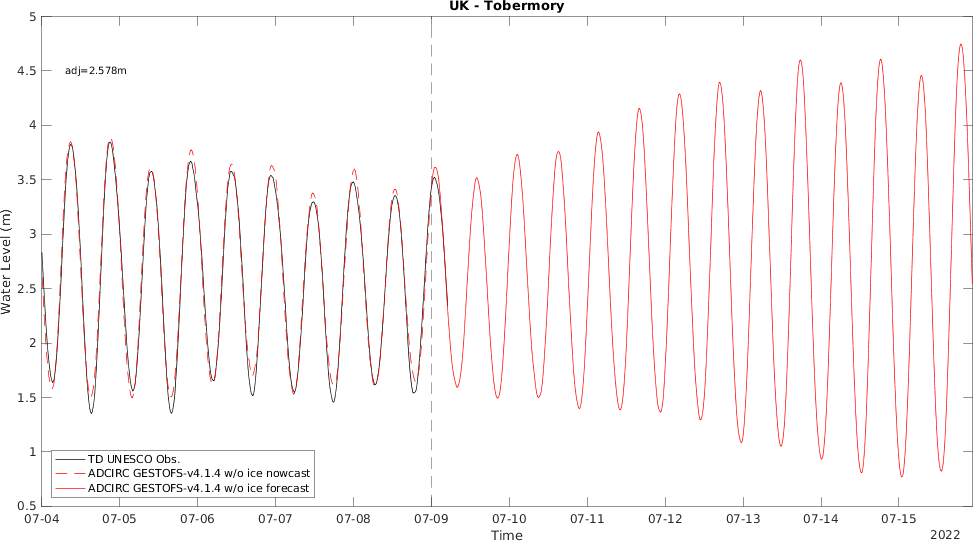 UK - Tobermory
adj=2.578m
Water Level (m)
5
4.5
4
3.5
3
2.5
2
1.5
1
0.5
TD UNESCO Obs.
ADCIRC GESTOFS-v4.1.4 w/o ice nowcast
ADCIRC GESTOFS-v4.1.4 w/o ice forecast
07-04 07-05 07-06 07-07 07-08 07-09 07-10 07-11 07-12 07-13 07-14 07-15
Time
2022